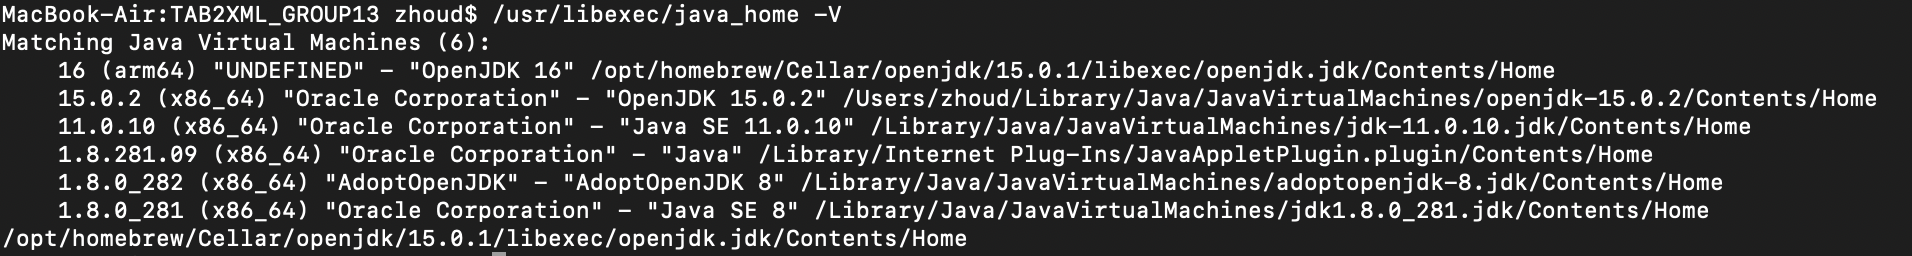 MacBook-Air:TAB2XML_GROUP13 zhoud$ /usr/libexec/java_home -V
Matching Java Virtual Machines (6):
    16 (arm64) "UNDEFINED" - "OpenJDK 16" /opt/homebrew/Cellar/openjdk/15.0.1/libexec/openjdk.jdk/Contents/Home
    15.0.2 (x86_64) "Oracle Corporation" - "OpenJDK 15.0.2" /Users/zhoud/Library/Java/JavaVirtualMachines/openjdk-15.0.2/Contents/Home
    11.0.10 (x86_64) "Oracle Corporation" - "Java SE 11.0.10" /Library/Java/JavaVirtualMachines/jdk-11.0.10.jdk/Contents/Home
    1.8.281.09 (x86_64) "Oracle Corporation" - "Java" /Library/Internet Plug-Ins/JavaAppletPlugin.plugin/Contents/Home
    1.8.0_282 (x86_64) "AdoptOpenJDK" - "AdoptOpenJDK 8" /Library/Java/JavaVirtualMachines/adoptopenjdk-8.jdk/Contents/Home
    1.8.0_281 (x86_64) "Oracle Corporation" - "Java SE 8" /Library/Java/JavaVirtualMachines/jdk1.8.0_281.jdk/Contents/Home
/opt/homebrew/Cellar/openjdk/15.0.1/libexec/openjdk.jdk/Contents/Home